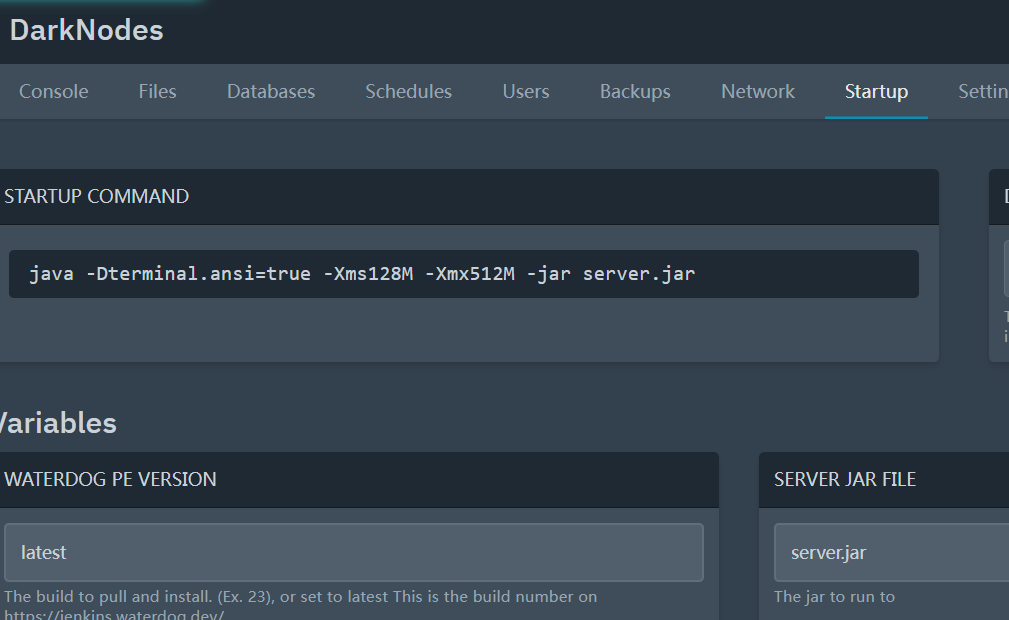 DarkNodes
Console Files Databases Schedules Users Backups Network Startup Settin
STARTUP COMMAND
java -Dterminal.ansi=true -Xms128M -Xmx512M -jar server.jar
Variables
WATERDOG PE VERSION
latest
The build to pull and install. (Ex. 23), or set to latest This is the build number on
https://jenkins.waterdog.dev/
SERVER JAR FILE
server.jar
The jar to run to